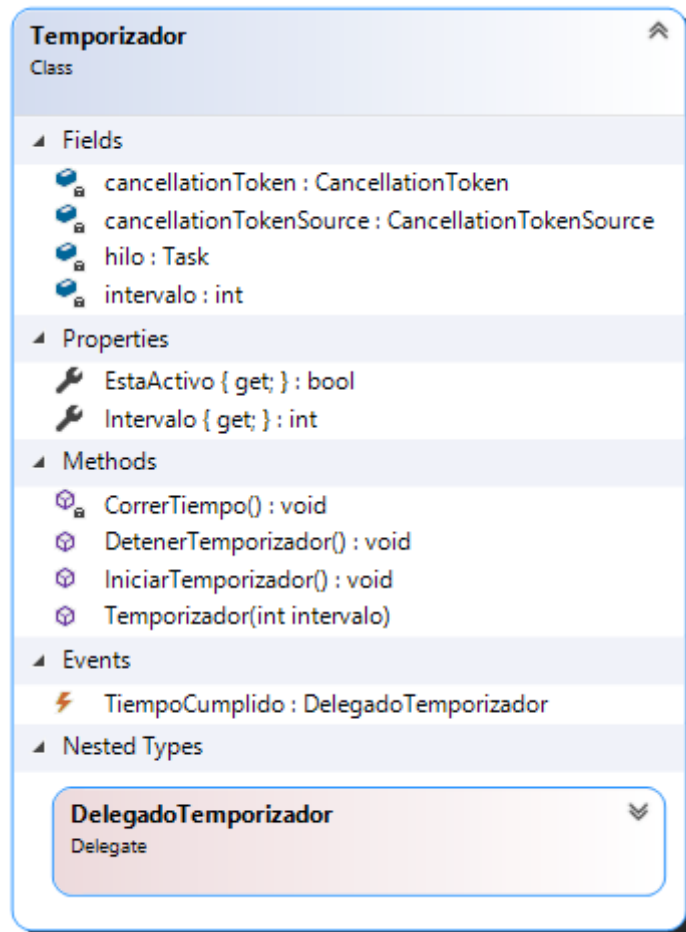 Temporizador
Class
Fields
cancellationToken : CancellationToken
cancellationTokenSource : CancellationTokenSource
hilo : Task
intervalo : int
Properties
EstaActivo { get; } : bool
Intervalo { get; } : int
Methods
CorrerTiempo() : void
DetenerTemporizador() : void
IniciarTemporizador() : void
Temporizador(int intervalo)
Events
TiempoCumplido : DelegadoTemporizador
Nested Types
DelegadoTemporizador
Delegate